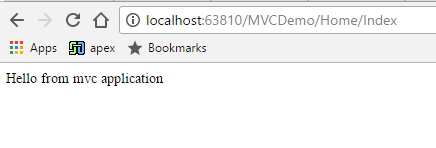 localhost:63810/MVCDemo/Home/Index
Apps apex Bookmarks
Hello from mvc application